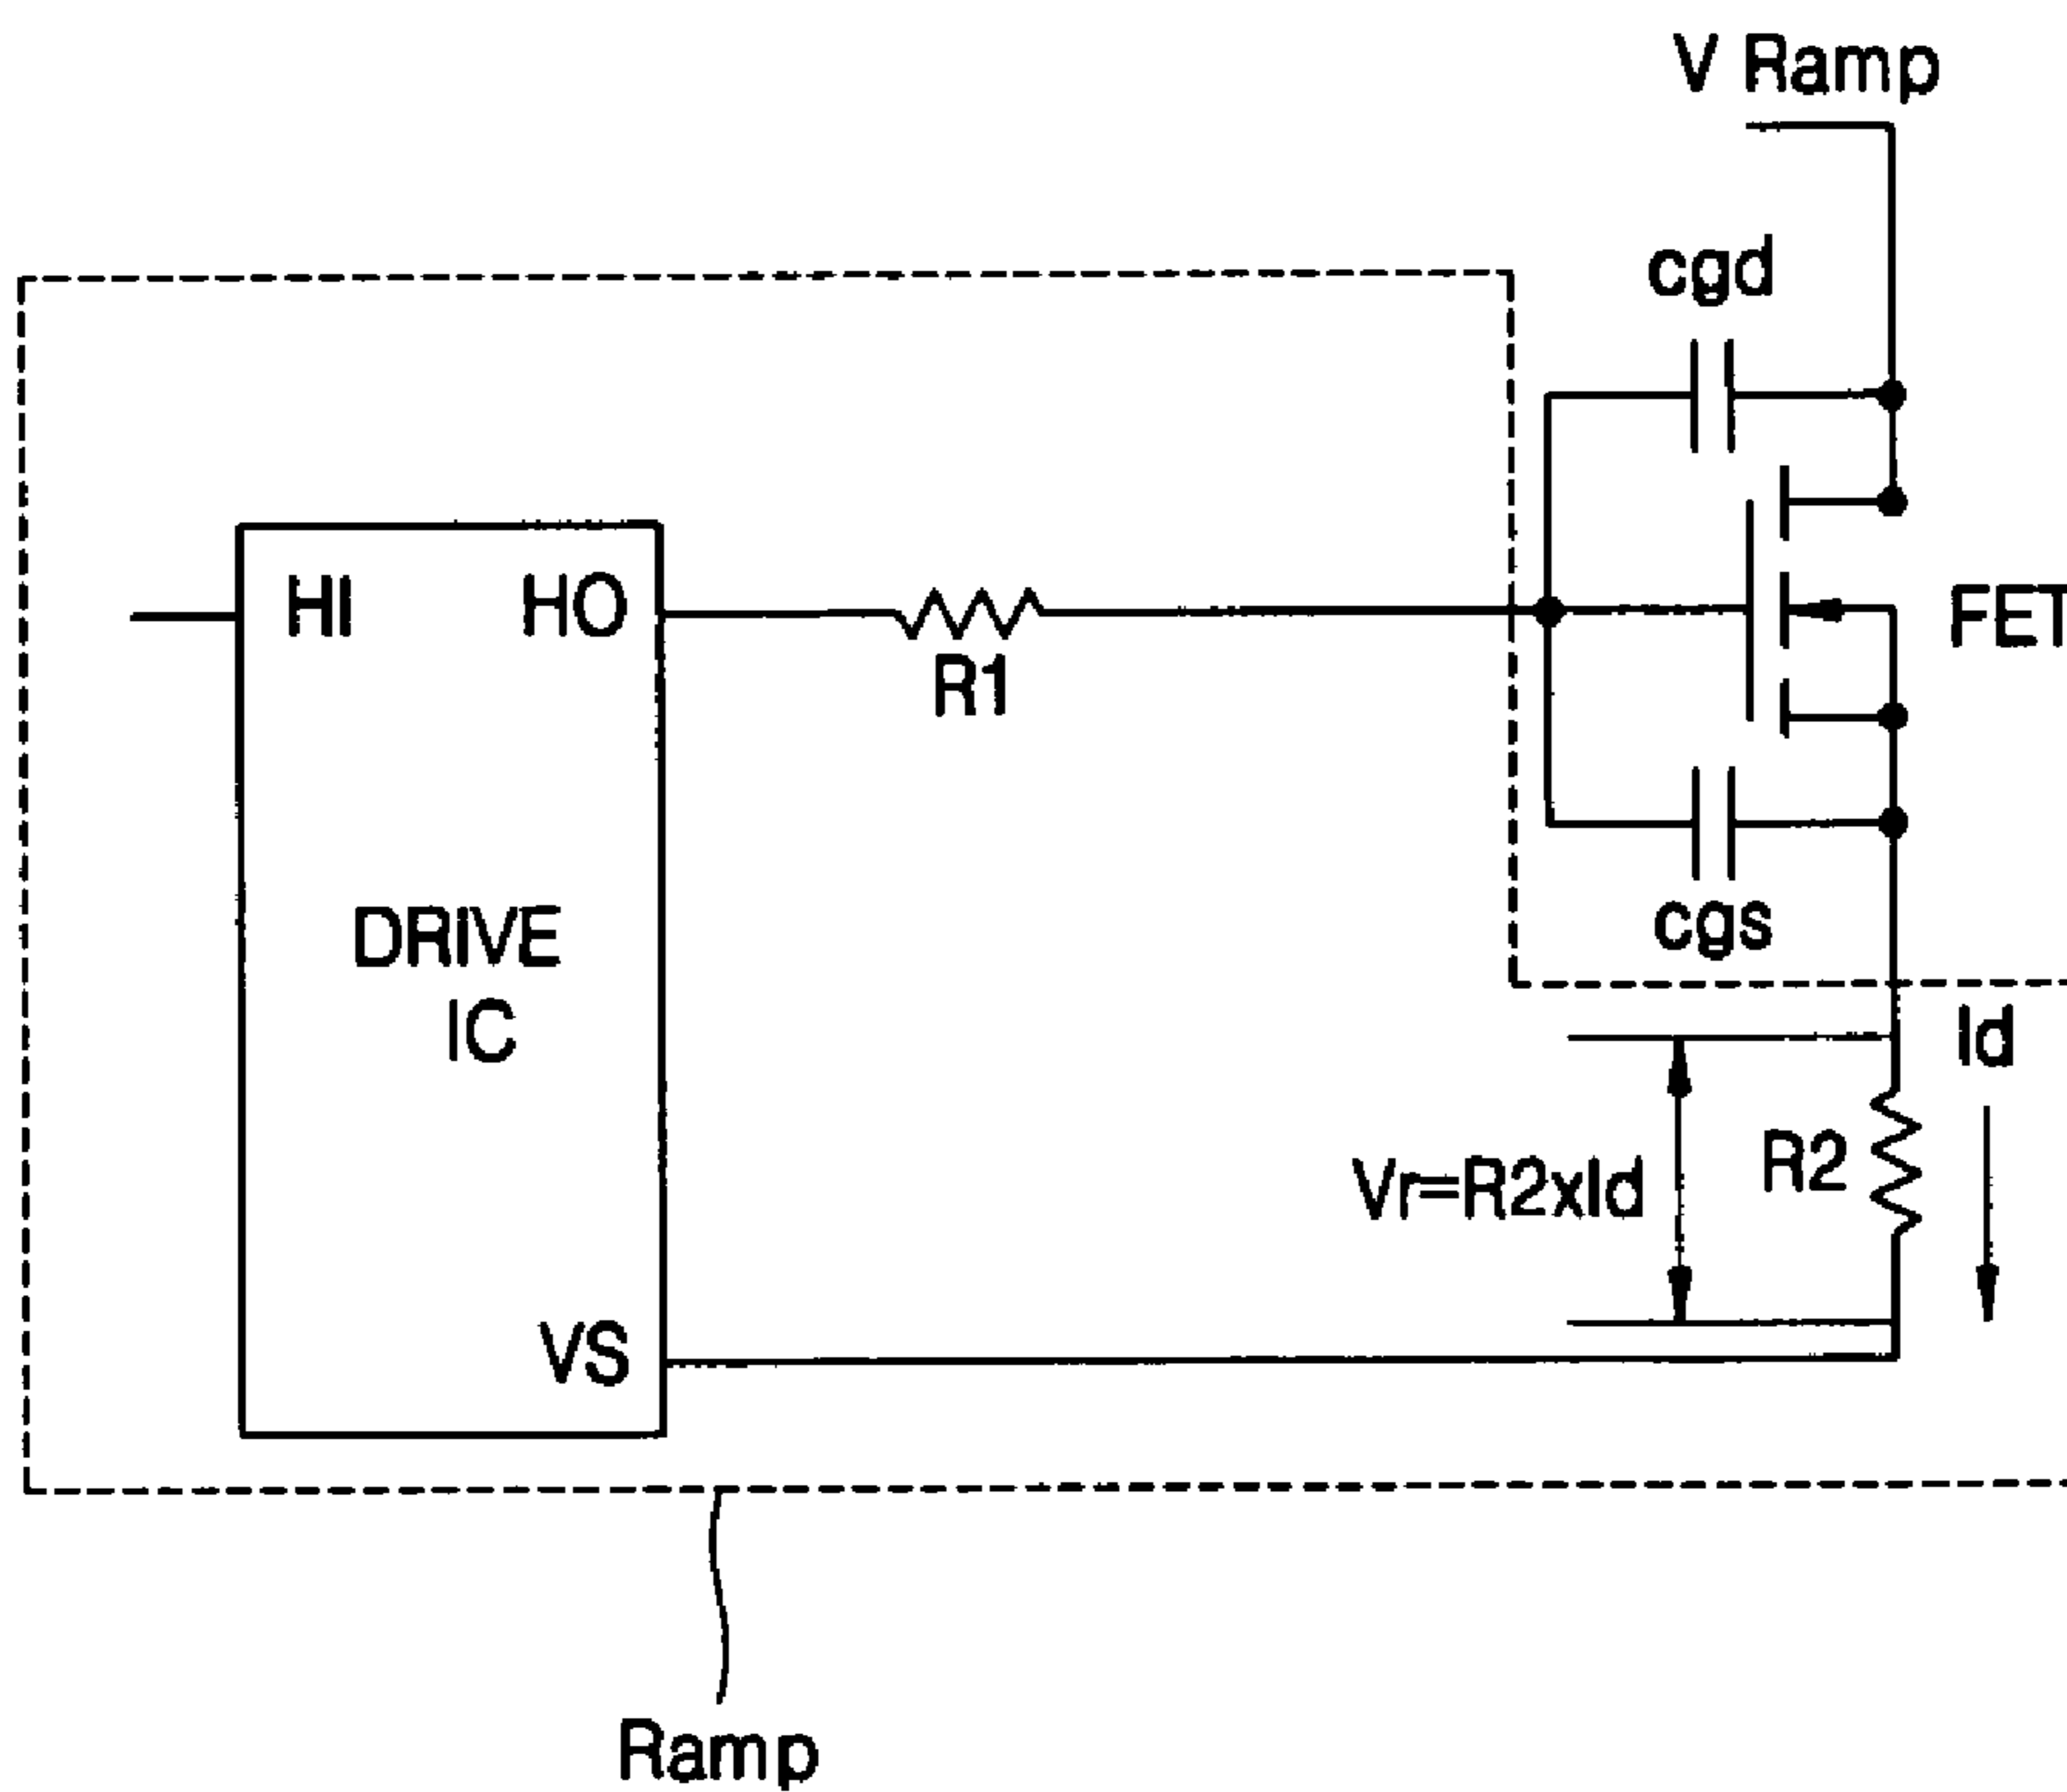 V Ramp
cgd
HI
HO
R1
FET
DRIVE
IC
cgs
Id
R2
Vr=R2xId
VS
Ramp